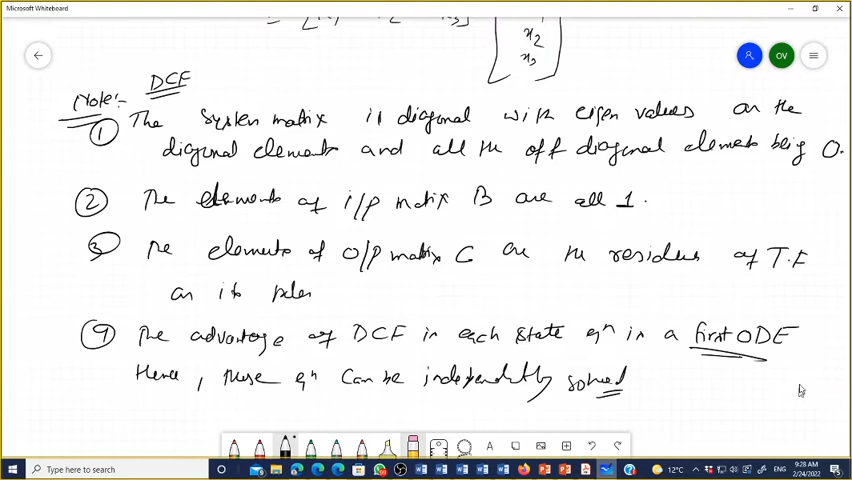 Microsoft Whiteboard
x2
x3
Note:- DCF
① The System matrix is diagonal with eigen values on the
diagonal elements and all the off diagonal elements being 0.
② The elements of i/p matrix B are all 1.
③ The elements of O/P matrix C are the residues of T.F
on its poles
④ The advantage of DCF is each state eqn is a first ODE
Hence, these eqn can be independently solved
OV
A
Type here to search
12°C
ENG
9:28 AM
2/24/2022